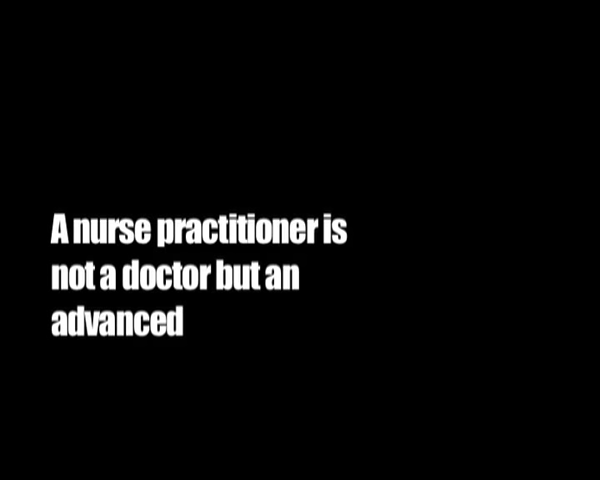 A nurse practitioner is
not a doctor but an
advanced